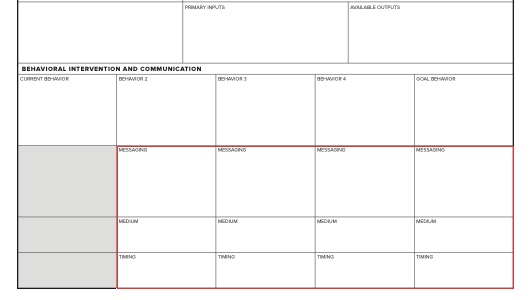 PRIMARY INPUTS AVAILABLE OUTPUTS
BEHAVIORAL INTERVENTION AND COMMUNICATION
CURRENT BEHAVIOR BEHAVIOR 2 BEHAVIOR 3 BEHAVIOR 4 GOAL BEHAVIOR
MESSAGING MESSAGING MESSAGING MESSAGING
MEDIUM MEDIUM MEDIUM MEDIUM
TIMING TIMING TIMING TIMING